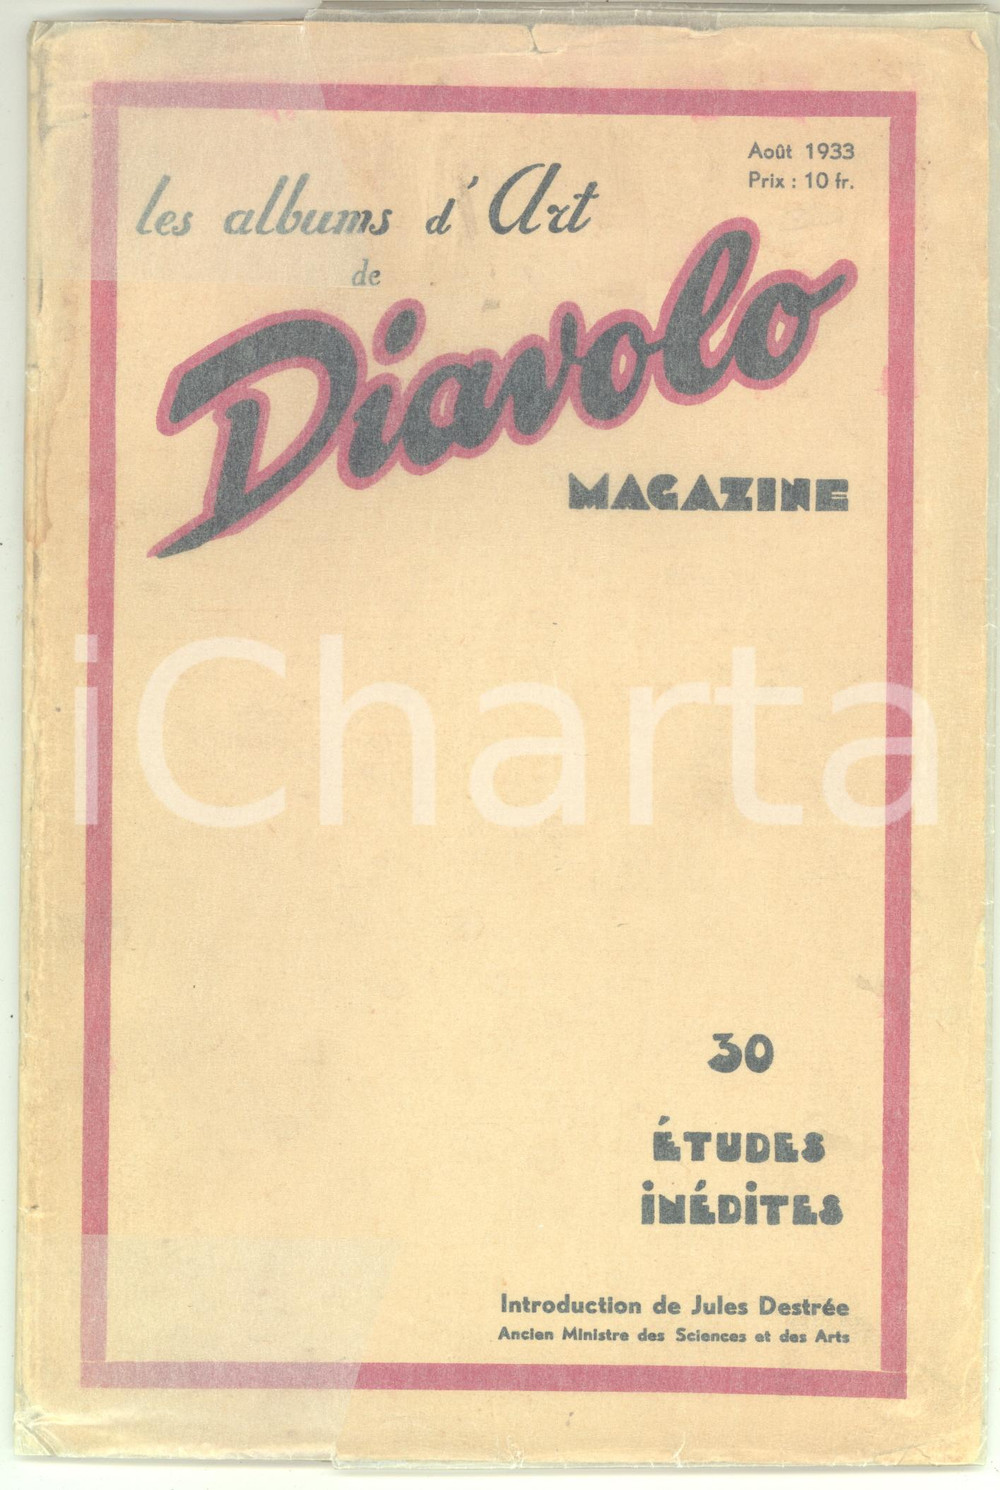 Août 1933
Prix : 10 fr.
les albums d'Art
de
Diavolo
MAGAZINE
iCharta
30
ÉTUDES
INÉDITES
Introduction de Jules Destrée
Ancien Ministre des Sciences et des Arts